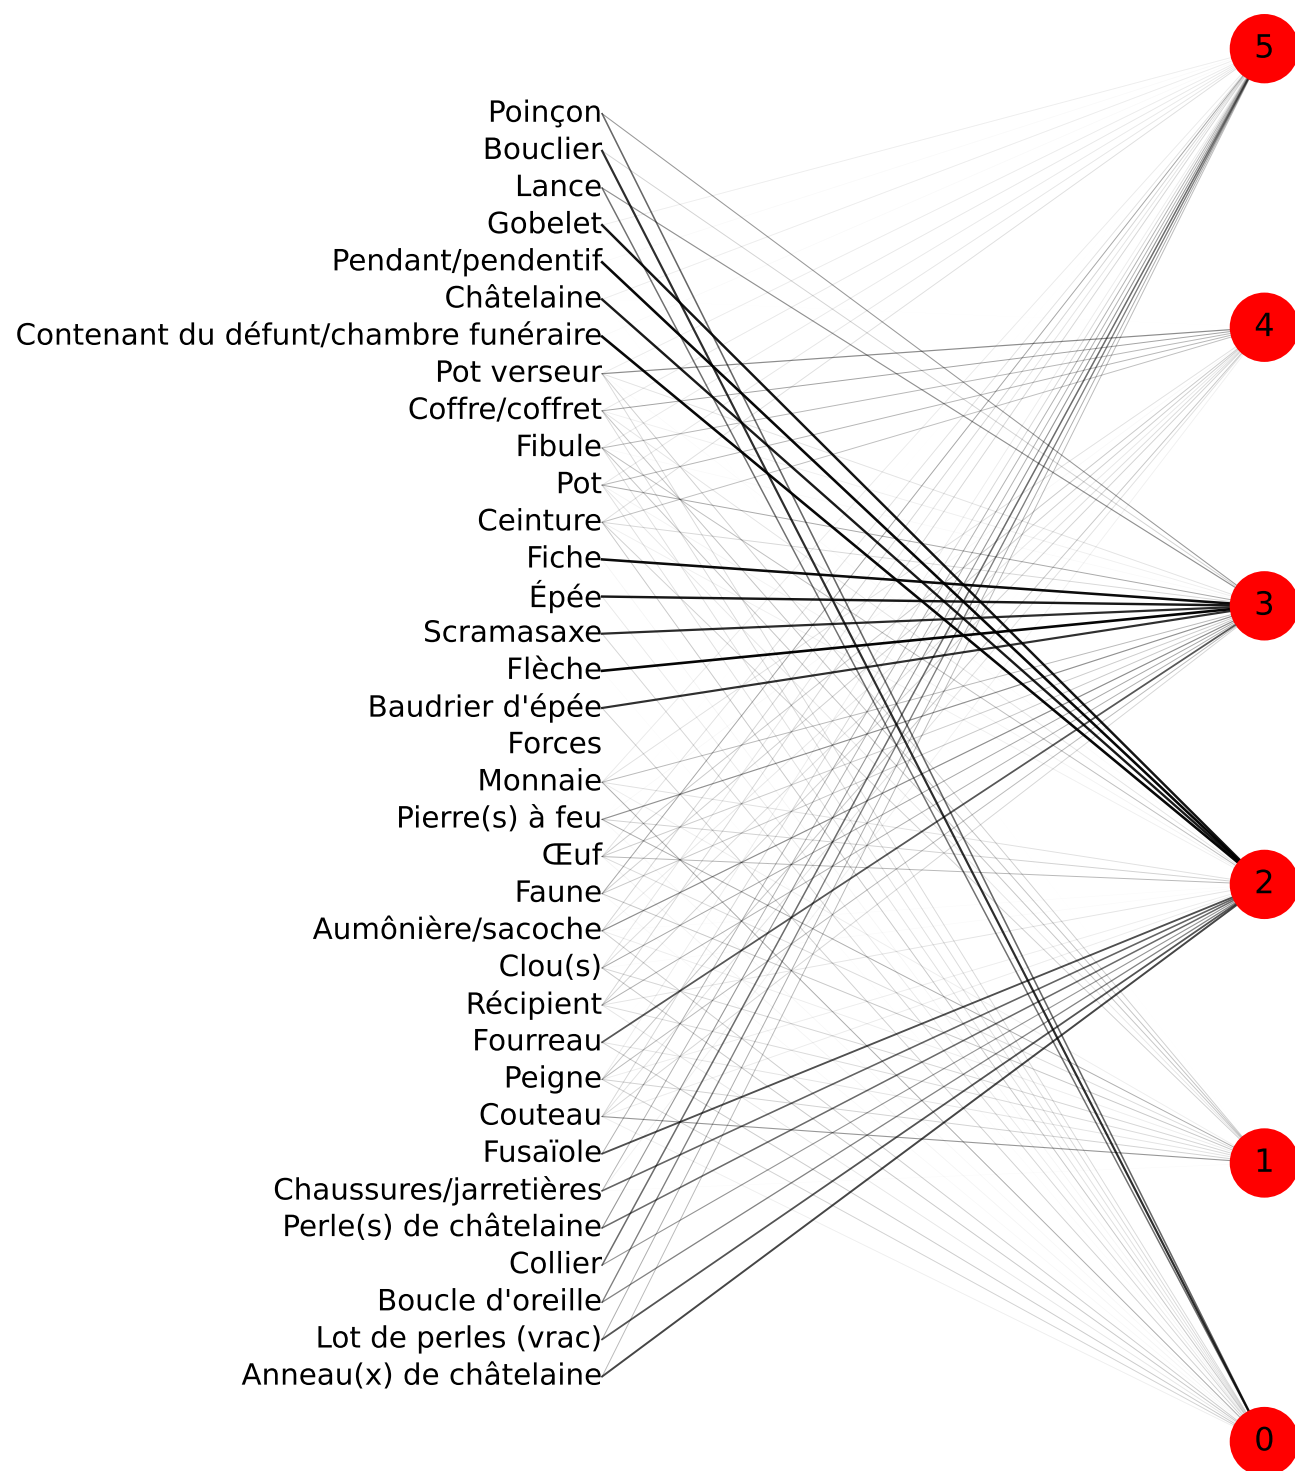 5
Poinçon
Bouclier
Lance
Gobelet
Pendant/pendentif
Châtelaine
4
Contenant du défunt/chambre funéraire
Pot verseur
Coffre/coffret
Fibule
Pot
Ceinture
Fiche
Épée
3
Scramasaxe
Flèche
Baudrier d'épée
Forces
Monnaie
Pierre(s) à feu
Œuf
2
Faune
Aumônière/sacoche
Clou(s)
Récipient
Fourreau
Peigne
Couteau
Fusaïole
1
Chaussures/jarretières
Perle(s) de châtelaine
Collier
Boucle d'oreille
Lot de perles (vrac)
Anneau(x) de châtelaine
0